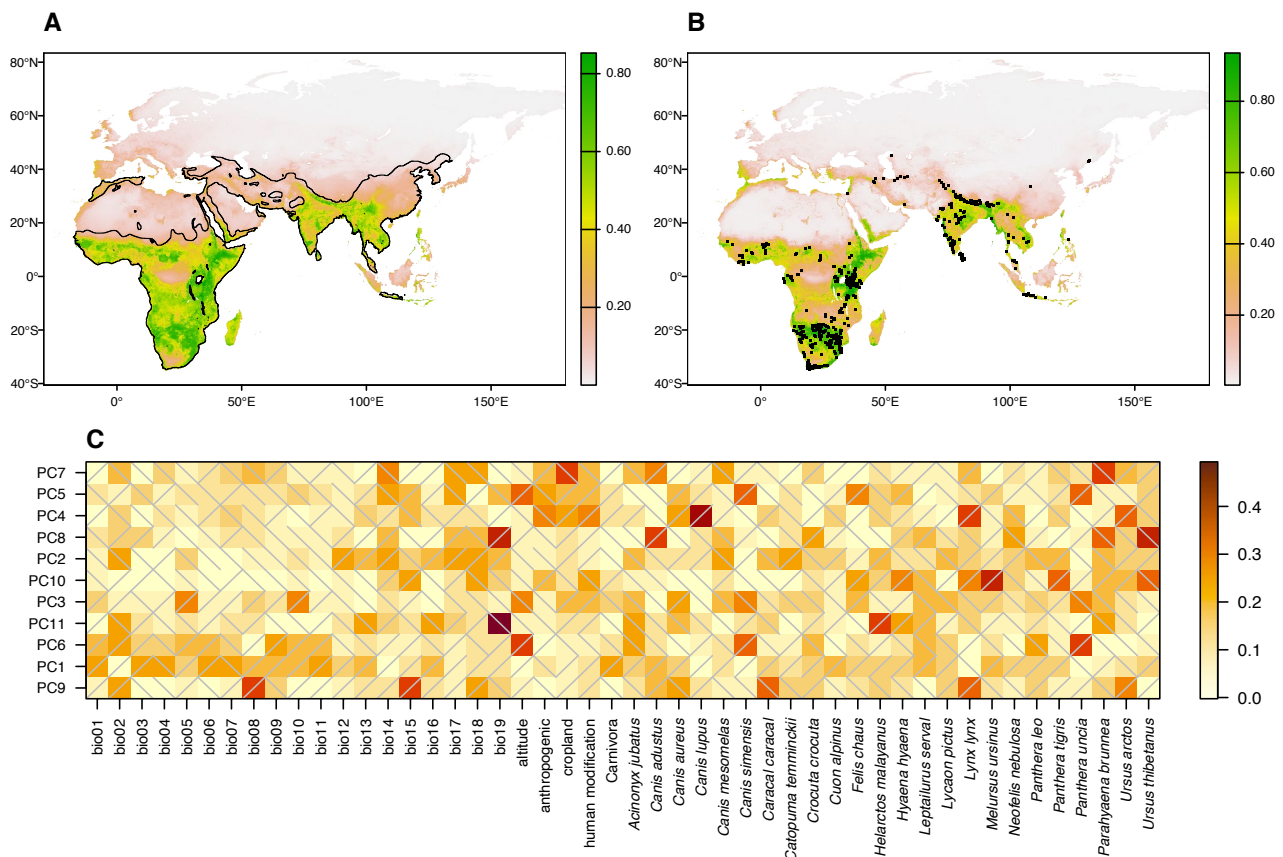 A
B
80°N
60°N
40°N
20°N
0°
20°S
40°S
0°
50°E
100°E
150°E
0.80
0.60
0.40
0.20
80°N
60°N
40°N
20°N
0°
20°S
40°S
0°
50°E
100°E
150°E
0.80
0.60
0.40
0.20
C
PC7
PC5
PC4
PC8
PC2
PC10
PC3
PC11
PC6
PC1
PC9
0.4
0.3
0.2
0.1
0.0
bio01
bio02
bio03
bio04
bio05
bio06
bio07
bio08
bio09
bio10
bio11
bio12
bio13
bio14
bio15
bio16
bio17
bio18
bio19
altitude
anthropogenic
cropland
human modification
Carnivora
Acinonyx jubatus
Canis adustus
Canis aureus
Canis lupus
Canis mesomelas
Canis simensis
Caracal caracal
Catopuma temminckii
Crocuta crocuta
Cuon alpinus
Felis chaus
Helarctos malayanus
Hyaena hyaena
Leptailurus serval
Lycaon pictus
Lynx lynx
Melursus ursinus
Neofelis nebulosa
Panthera leo
Panthera tigris
Panthera uncia
Parahyaena brunnea
Ursus arctos
Ursus thibetanus